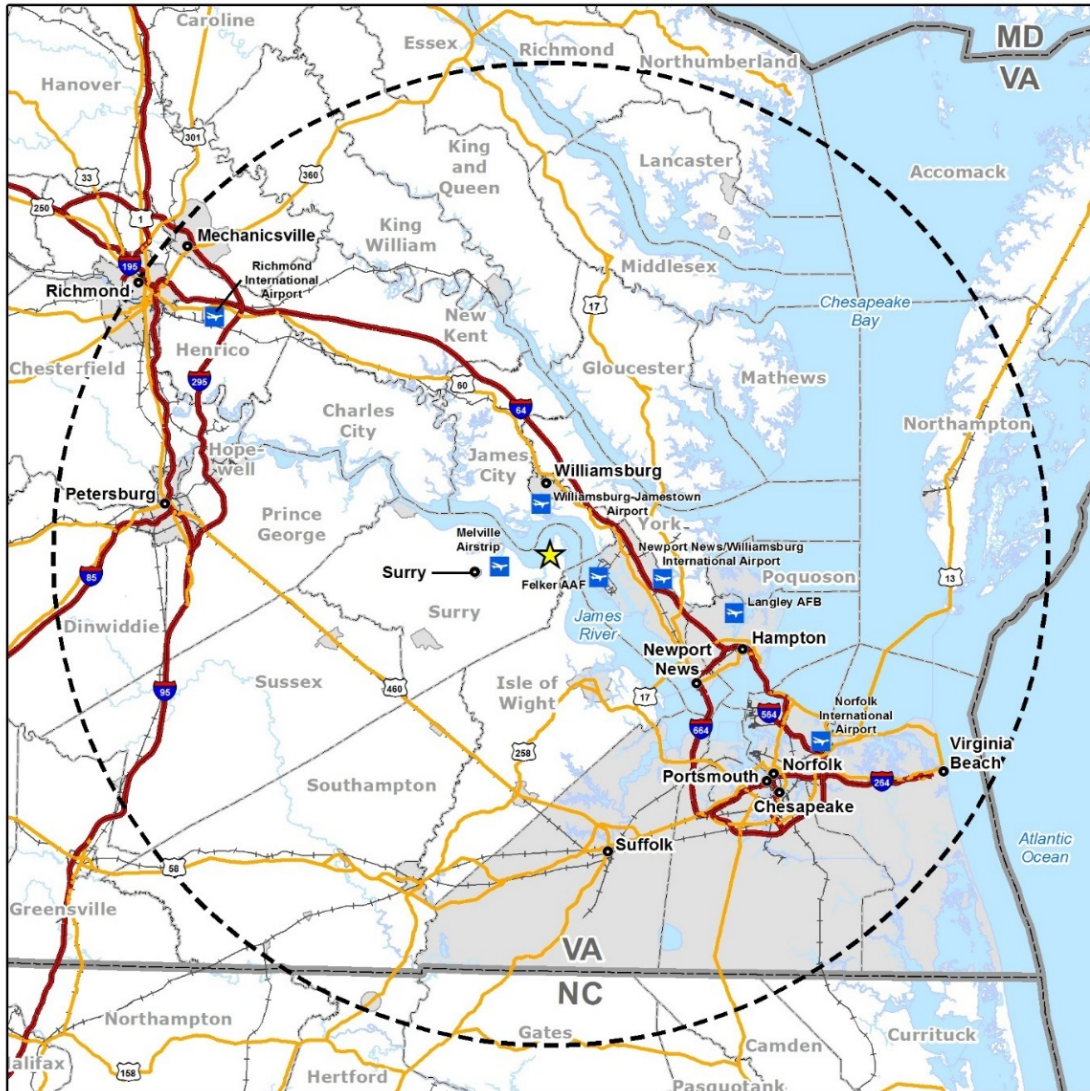 Caroline
Essex
Richmond
Northumberland
MD
VA
Hanover
301
King
and
Queen
Lancaster
Accomack
33
360
250
1
Mechanicsville
King
William
195
Richmond
International
Airport
Middlesex
Richmond
17
Chesapeake
Bay
New
Kent
Henrico
Chesterfield
295
60
Gloucester
Mathews
64
Charles
City
Northampton
Hope-
well
James
City
Williamsburg
Petersburg
Williamsburg-Jamestown
Airport
Prince
George
York
Melville
Airstrip
Newport News/Williamsburg
International Airport
Surry
Felker AAF
Poquoson
13
85
Langley AFB
Surry
James
River
Dinwiddie
Hampton
Newport
News
Sussex
460
Isle of
Wight
17
95
564
Norfolk
International
Airport
664
258
Virginia
Beach
Norfolk
Portsmouth
264
Southampton
Chesapeake
Suffolk
Atlantic
Ocean
58
Greensville
VA
NC
Northampton
Gates
Camden
Currituck
Halifax
158
Hertford
Pasquotank